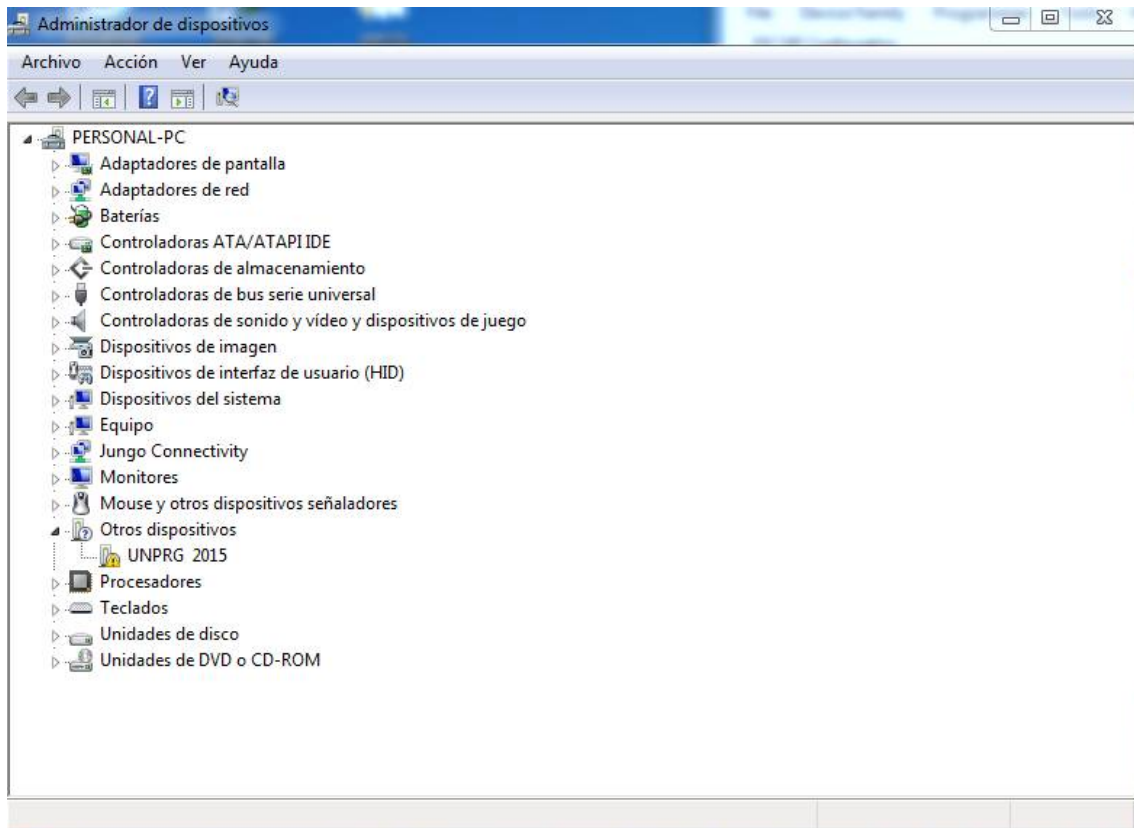 Administrador de dispositivos
Archivo Acción Ver Ayuda
PERSONAL-PC
Adaptadores de pantalla
Adaptadores de red
Baterías
Controladoras ATA/ATAPI IDE
Controladoras de almacenamiento
Controladoras de bus serie universal
Controladoras de sonido y vídeo y dispositivos de juego
Dispositivos de imagen
Dispositivos de interfaz de usuario (HID)
Dispositivos del sistema
Equipo
Jungo Connectivity
Monitores
Mouse y otros dispositivos señaladores
Otros dispositivos
UNPRG 2015
Procesadores
Teclados
Unidades de disco
Unidades de DVD o CD-ROM